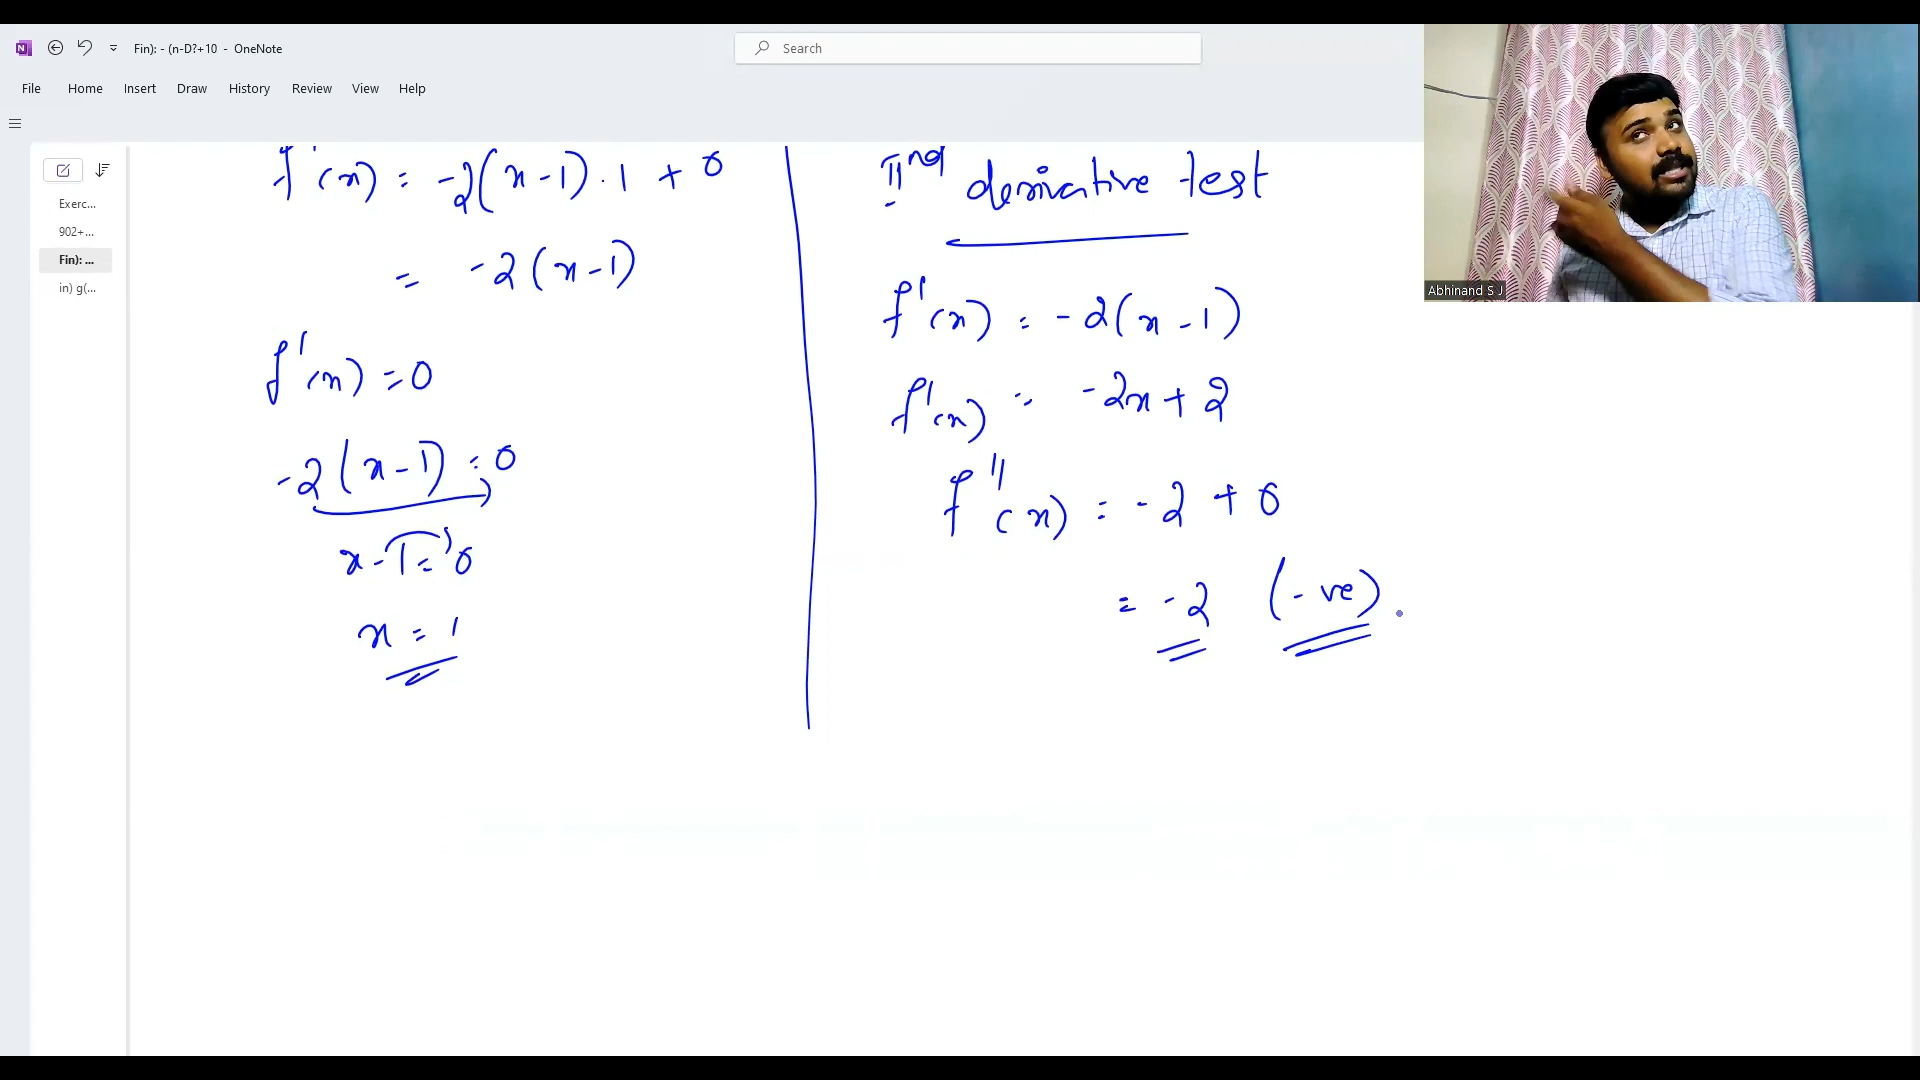 Fin): - (n-D?+10 - OneNote
Search
File Home Insert Draw History Review View Help
Exerc...
902+...
Fin): ...
in) g(...
f'(x) = -2(x-1).1 + 0
= -2(x-1)
f'(x) = 0
-2(x-1) = 0
x-1 = 0
x = 1
IInd derivative test
f'(x) = -2(x-1)
f'(x) = -2x+2
f''(x) = -2 + 0
= -2 (-ve)
Abhinand S J